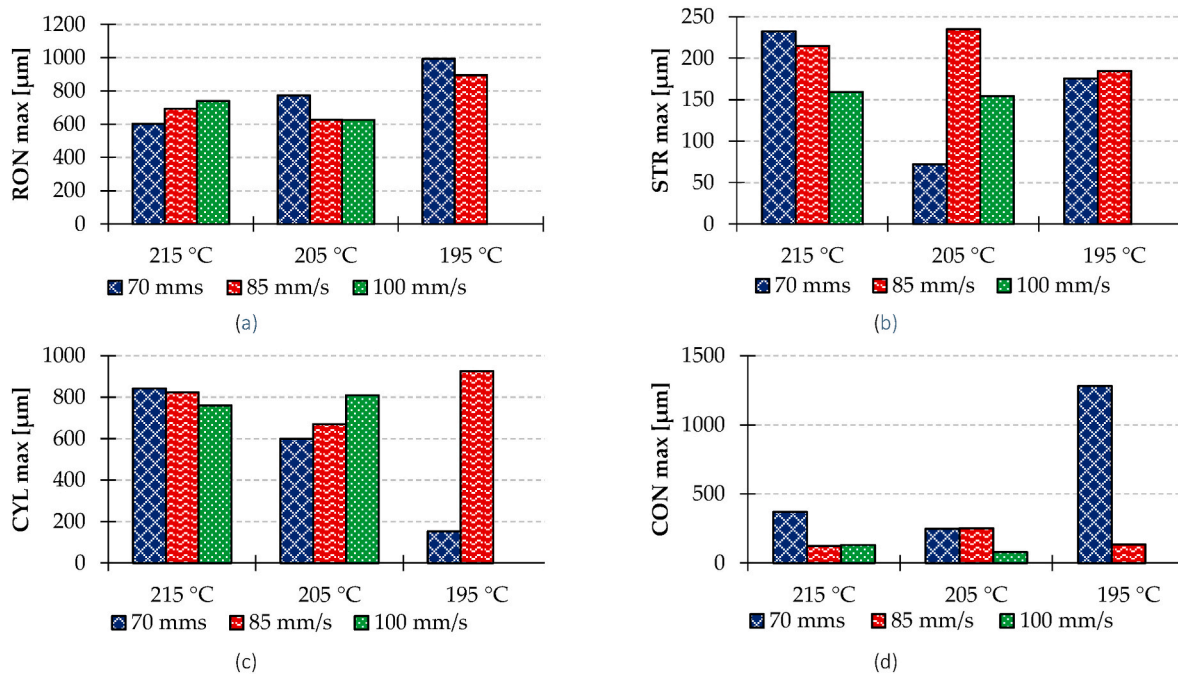 RON max [µm]
1200
1000
800
600
400
200
0
215 °C 205 °C 195 °C
70 mms 85 mm/s 100 mm/s
(a)
STR max [µm]
250
200
150
100
50
0
215 °C 205 °C 195 °C
70 mms 85 mm/s 100 mm/s
(b)
CYL max [µm]
1000
800
600
400
200
0
215 °C 205 °C 195 °C
70 mms 85 mm/s 100 mm/s
(c)
CON max [µm]
1500
1000
500
0
215 °C 205 °C 195 °C
70 mms 85 mm/s 100 mm/s
(d)